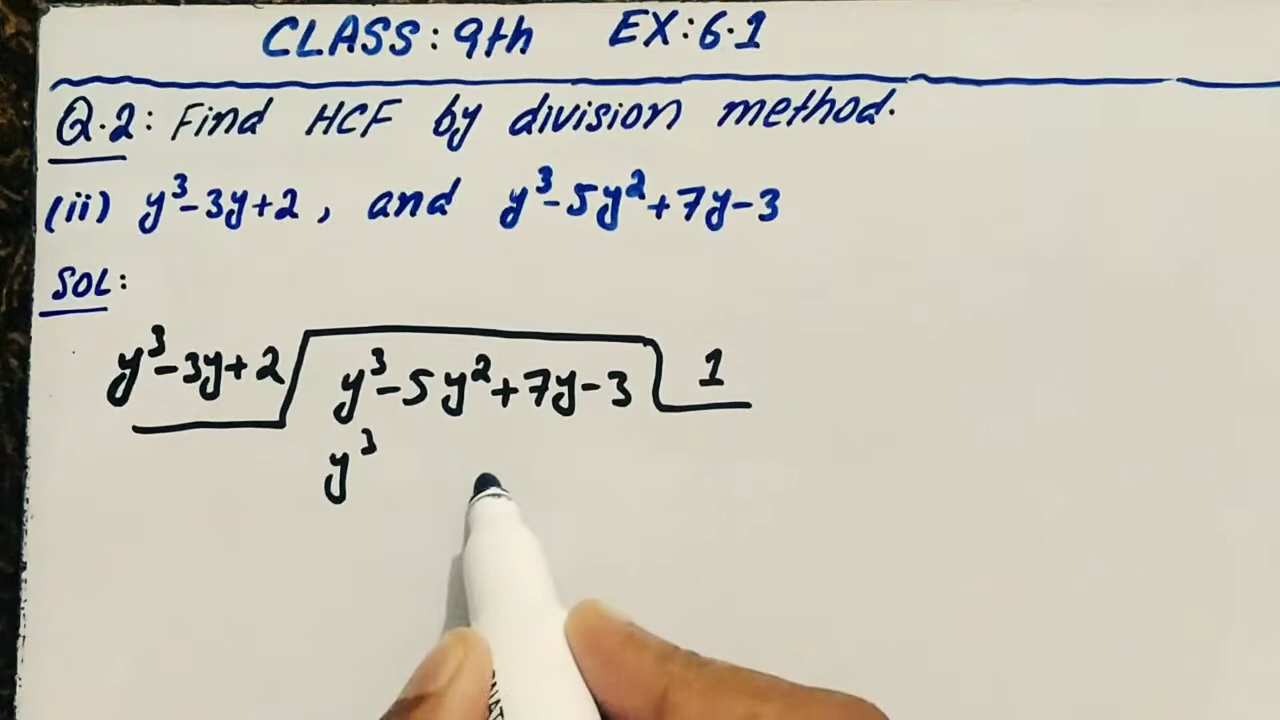 CLASS: 9th EX: 6.1
Q.2: Find HCF by division method.
(ii) y³-3y+2, and y³-5y²+7y-3
SOL:
y³-3y+2 y³-5y²+7y-3 1
y³